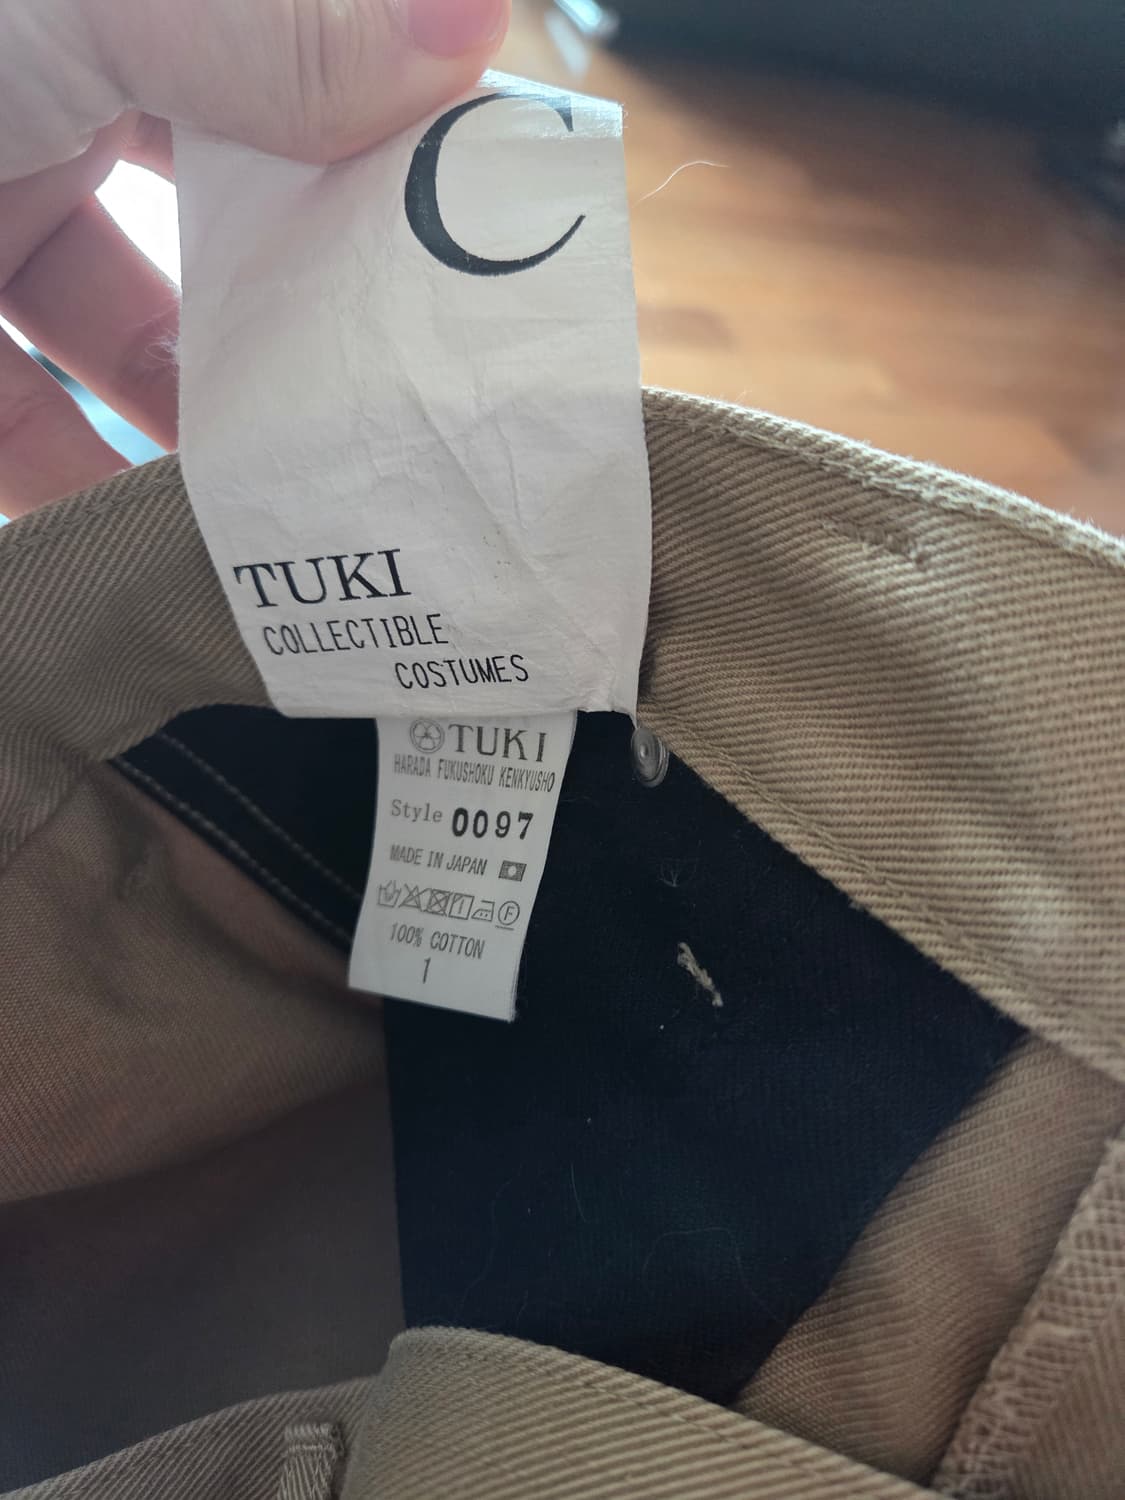 C
TUKI
COLLECTIBLE
COSTUMES
TUKI
HARADA FUKUSHOKU KENKYUSHO
Style 0097
MADE IN JAPAN
100% COTTON
1